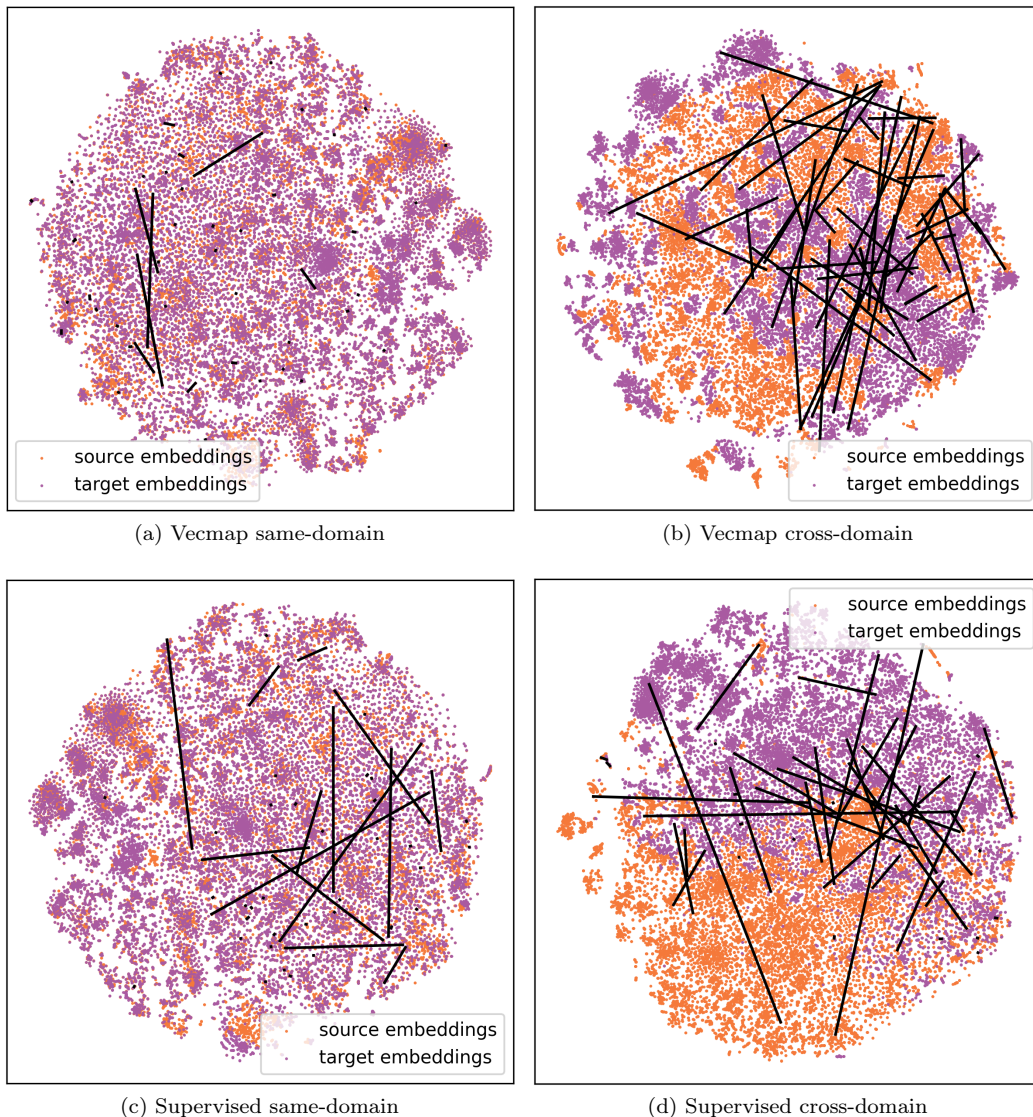 source embeddings
target embeddings
(a) Vecmap same-domain
source embeddings
target embeddings
(b) Vecmap cross-domain
source embeddings
target embeddings
(c) Supervised same-domain
source embeddings
target embeddings
(d) Supervised cross-domain